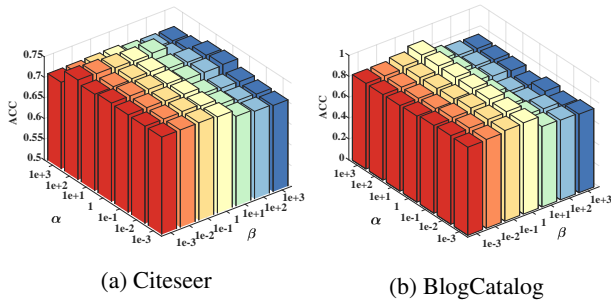 0.75
0.7
0.65
0.6
0.55
0.5
ACC
1e+3
1e+2
1e+1
1
1e-1
1e-2
1e-3
α
1e-3
1e-2
1e-1
1
1e+1
1e+2
1e+3
β
(a) Citeseer
1
0.8
0.6
0.4
0.2
0
ACC
1e+3
1e+2
1e+1
1
1e-1
1e-2
1e-3
α
1e-3
1e-2
1e-1
1
1e+1
1e+2
1e+3
β
(b) BlogCatalog